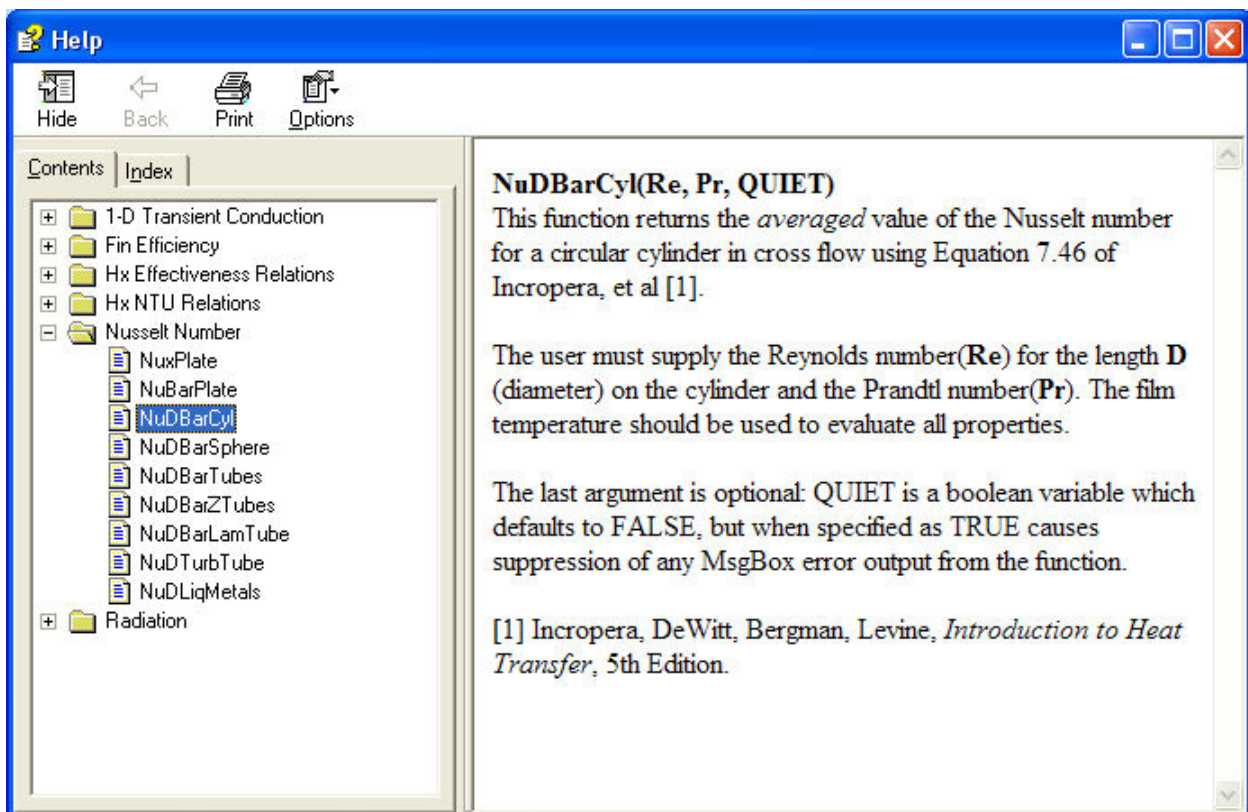 Help
Hide Back Print Options
Contents Index
1-D Transient Conduction
Fin Efficiency
Hx Effectiveness Relations
Hx NTU Relations
Nusselt Number
NuxPlate
NuBarPlate
NuDBarCyl
NuDBarSphere
NuDBarTubes
NuDBarZTubes
NuDBarLamTube
NuDTurbTube
NuDLiqMetals
Radiation
NuDBarCyl(Re, Pr, QUIET)
This function returns the averaged value of the Nusselt number
for a circular cylinder in cross flow using Equation 7.46 of
Incropera, et al [1].
The user must supply the Reynolds number(Re) for the length D
(diameter) on the cylinder and the Prandtl number(Pr). The film
temperature should be used to evaluate all properties.
The last argument is optional: QUIET is a boolean variable which
defaults to FALSE, but when specified as TRUE causes
suppression of any MsgBox error output from the function.
[1] Incropera, DeWitt, Bergman, Levine, Introduction to Heat
Transfer, 5th Edition.